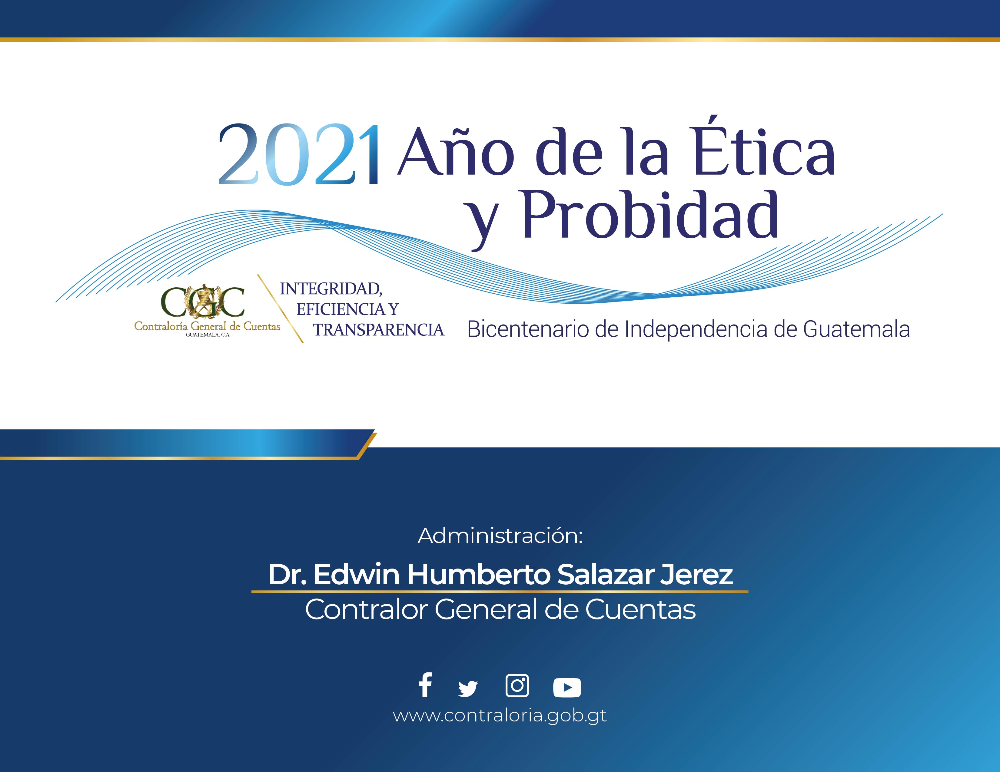 2021 Año de la Ética
y Probidad
CGC
Contraloría General de Cuentas
GUATEMALA, C.A.
INTEGRIDAD,
EFICIENCIA Y
TRANSPARENCIA
Bicentenario de Independencia de Guatemala
Administración:
Dr. Edwin Humberto Salazar Jerez
Contralor General de Cuentas
www.contraloria.gob.gt